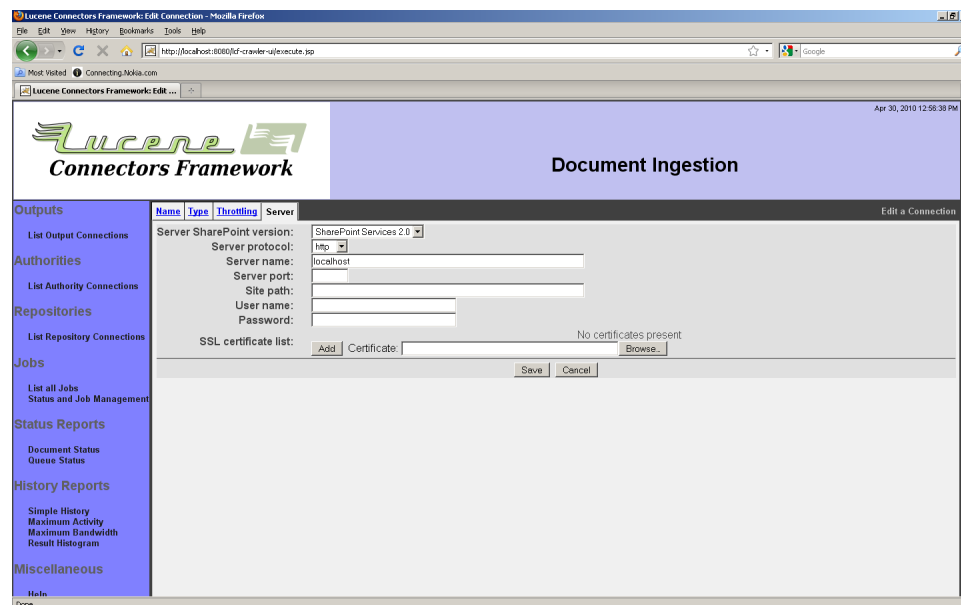 Lucene Connectors Framework: Edit Connection - Mozilla Firefox
File Edit View History Bookmarks Tools Help
http://localhost:8080/lcf-crawler-ui/execute.jsp
Google
Most Visited Connecting.Nokia.com
Lucene Connectors Framework: Edit ...
Apr 30, 2010 12:56:38 PM
Lucene
Connectors Framework
Document Ingestion
Outputs
Name Type Throttling Server
Edit a Connection
List Output Connections
Authorities
List Authority Connections
Repositories
List Repository Connections
Jobs
List all Jobs
Status and Job Management
Status Reports
Document Status
Queue Status
History Reports
Simple History
Maximum Activity
Maximum Bandwidth
Result Histogram
Miscellaneous
Help
Server SharePoint version: SharePoint Services 2.0
Server protocol: http
Server name: localhost
Server port:
Site path:
User name:
Password:
SSL certificate list:
No certificates present
Add Certificate: Browse..
Save Cancel
Done